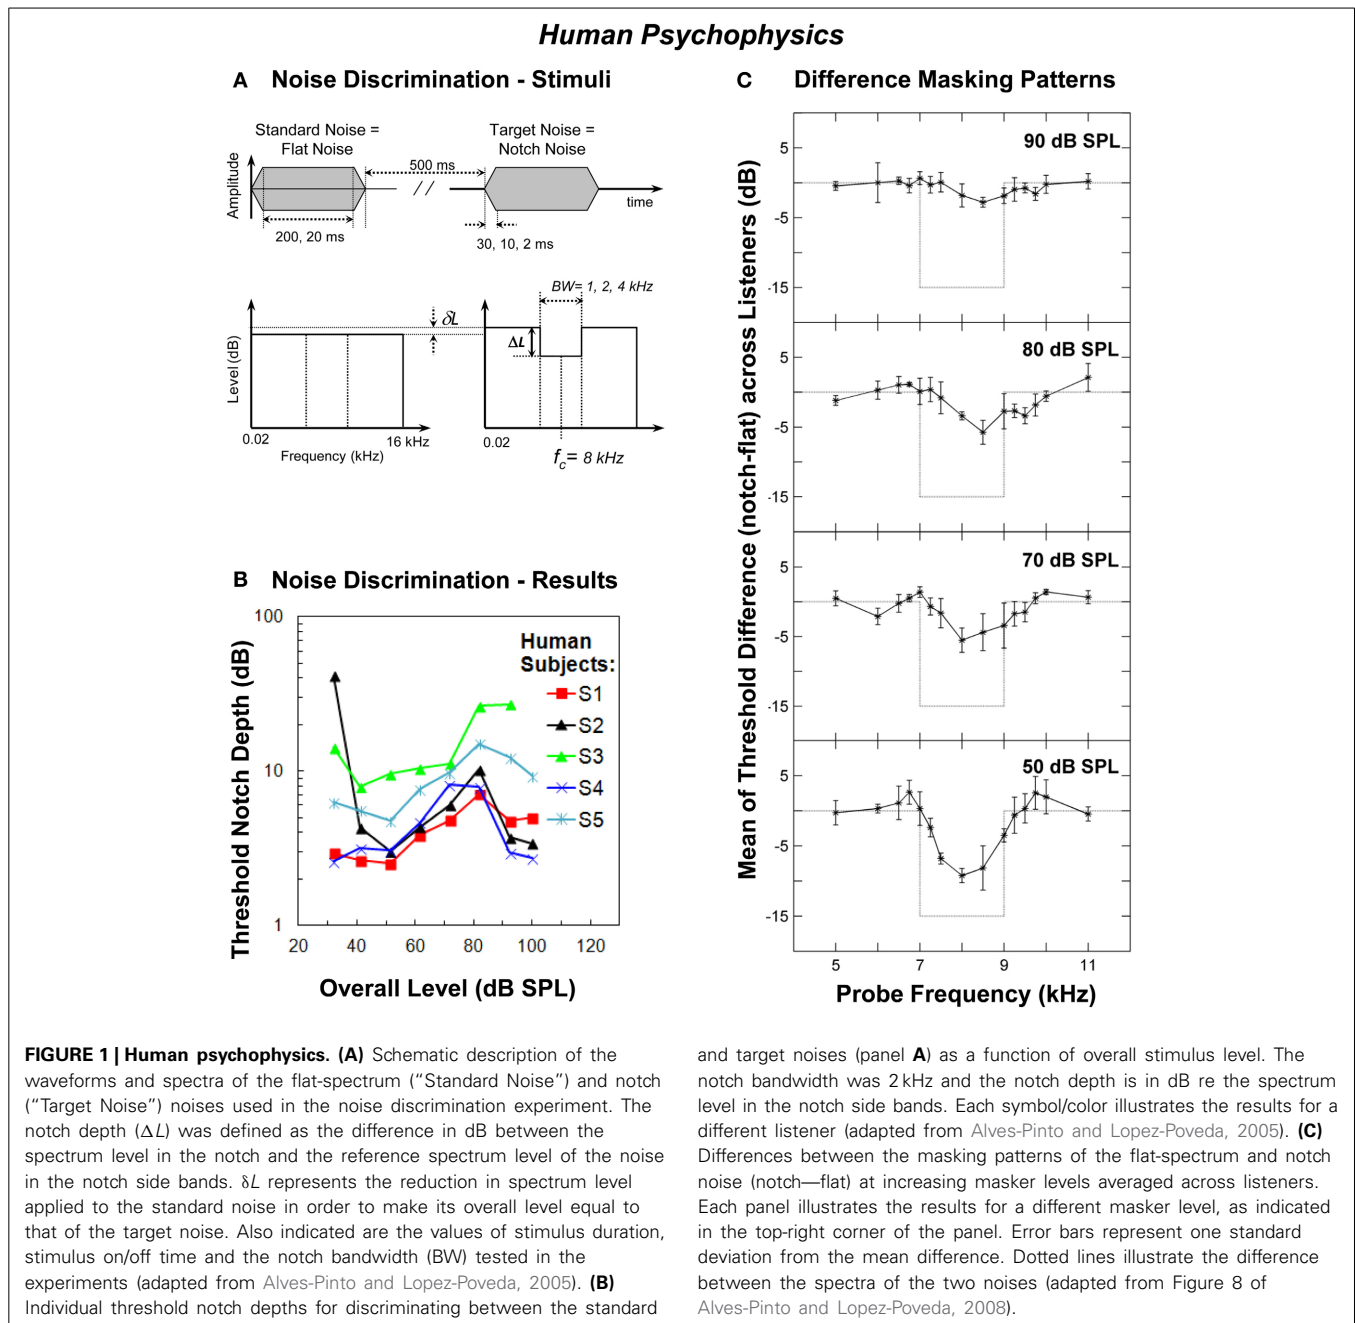 Human Psychophysics
A Noise Discrimination - Stimuli
Standard Noise =
Flat Noise
Target Noise =
Notch Noise
Amplitude
500 ms
//
time
200, 20 ms
30, 10, 2 ms
BW= 1, 2, 4 kHz
δL
ΔL
Level (dB)
0.02
16 kHz
Frequency (kHz)
0.02
fc= 8 kHz
B Noise Discrimination - Results
Threshold Notch Depth (dB)
100
10
1
20 40 60 80 100 120
Overall Level (dB SPL)
Human
Subjects:
S1
S2
S3
S4
S5
C Difference Masking Patterns
Mean of Threshold Difference (notch-flat) across Listeners (dB)
90 dB SPL
5
-5
-15
80 dB SPL
5
-5
-15
70 dB SPL
5
-5
-15
50 dB SPL
5
-5
-15
5 7 9 11
Probe Frequency (kHz)
FIGURE 1 | Human psychophysics. (A) Schematic description of the
waveforms and spectra of the flat-spectrum (“Standard Noise”) and notch
(“Target Noise”) noises used in the noise discrimination experiment. The
notch depth (ΔL) was defined as the difference in dB between the
spectrum level in the notch and the reference spectrum level of the noise
in the notch side bands. δL represents the reduction in spectrum level
applied to the standard noise in order to make its overall level equal to
that of the target noise. Also indicated are the values of stimulus duration,
stimulus on/off time and the notch bandwidth (BW) tested in the
experiments (adapted from Alves-Pinto and Lopez-Poveda, 2005). (B)
Individual threshold notch depths for discriminating between the standard
and target noises (panel A) as a function of overall stimulus level. The
notch bandwidth was 2 kHz and the notch depth is in dB re the spectrum
level in the notch side bands. Each symbol/color illustrates the results for a
different listener (adapted from Alves-Pinto and Lopez-Poveda, 2005). (C)
Differences between the masking patterns of the flat-spectrum and notch
noise (notch—flat) at increasing masker levels averaged across listeners.
Each panel illustrates the results for a different masker level, as indicated
in the top-right corner of the panel. Error bars represent one standard
deviation from the mean difference. Dotted lines illustrate the difference
between the spectra of the two noises (adapted from Figure 8 of
Alves-Pinto and Lopez-Poveda, 2008).